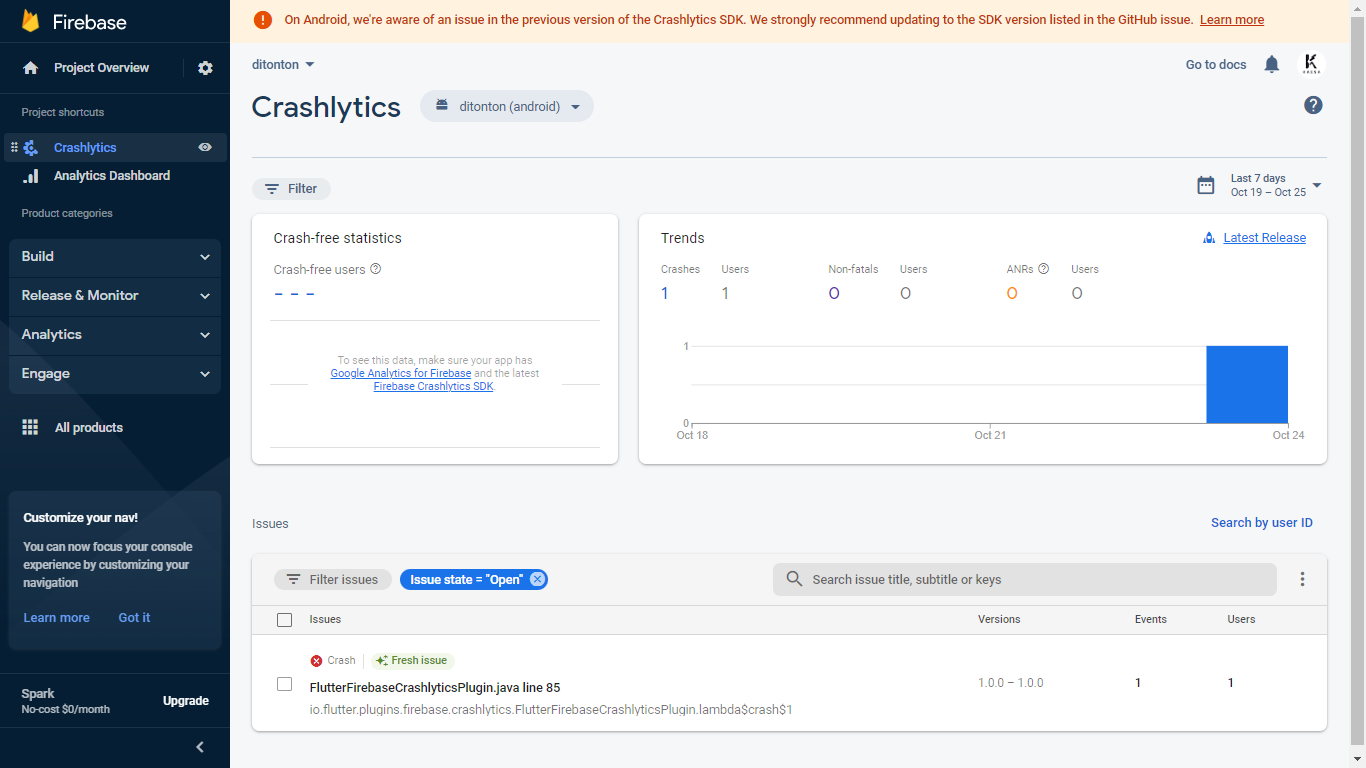 Firebase
Project Overview
Project shortcuts
Crashlytics
Analytics Dashboard
Product categories
Build
Release & Monitor
Analytics
Engage
All products
Customize your nav!
You can now focus your console
experience by customizing your
navigation
Learn more Got it
Spark
No-cost $0/month
Upgrade
On Android, we're aware of an issue in the previous version of the Crashlytics SDK. We strongly recommend updating to the SDK version listed in the GitHub issue. Learn more
ditonton
Go to docs
K
Crashlytics
ditonton (android)
Filter
Last 7 days
Oct 19 – Oct 25
Crash-free statistics
Crash-free users
- - -
To see this data, make sure your app has
Google Analytics for Firebase and the latest
Firebase Crashlytics SDK
Trends
Latest Release
Crashes Users Non-fatals Users ANRs Users
1 1 0 0 0 0
1
0
Oct 18 Oct 21 Oct 24
Issues
Search by user ID
Filter issues
Issue state = "Open"
Search issue title, subtitle or keys
Issues Versions Events Users
Crash Fresh issue
FlutterFirebaseCrashlyticsPlugin.java line 85
1.0.0 – 1.0.0 1 1
io.flutter.plugins.firebase.crashlytics.FlutterFirebaseCrashlyticsPlugin.lambda$crash$1